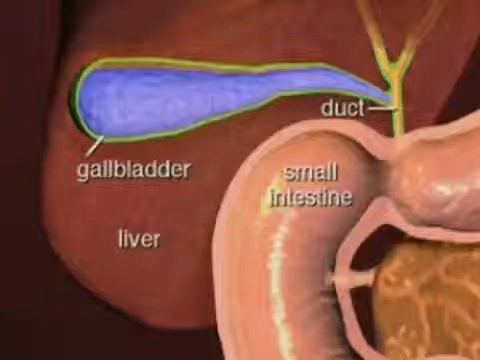 duct
gallbladder
small
intestine
liver